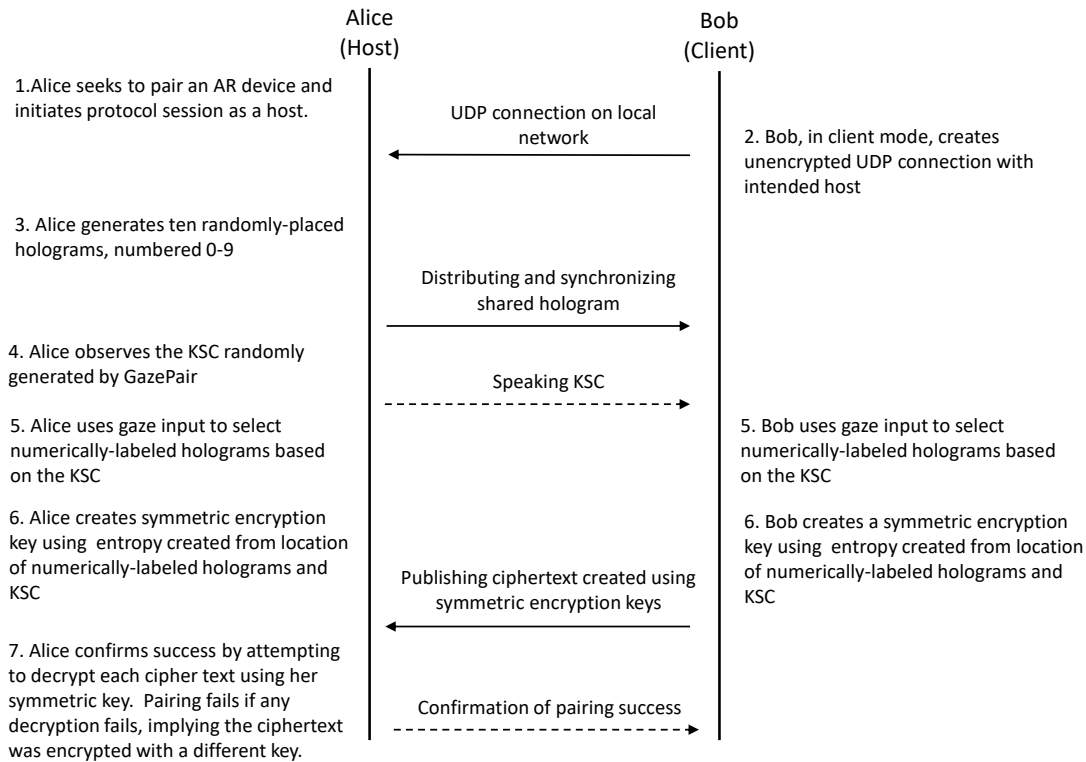 Alice
(Host)
Bob
(Client)
1.Alice seeks to pair an AR device and
initiates protocol session as a host.
UDP connection on local
network
2. Bob, in client mode, creates
unencrypted UDP connection with
intended host
3. Alice generates ten randomly-placed
holograms, numbered 0-9
Distributing and synchronizing
shared hologram
4. Alice observes the KSC randomly
generated by GazePair
Speaking KSC
5. Alice uses gaze input to select
numerically-labeled holograms based
on the KSC
5. Bob uses gaze input to select
numerically-labeled holograms based
on the KSC
6. Alice creates symmetric encryption
key using  entropy created from location
of numerically-labeled holograms and
KSC
6. Bob creates a symmetric encryption
key using  entropy created from location
of numerically-labeled holograms and
KSC
Publishing ciphertext created using
symmetric encryption keys
7. Alice confirms success by attempting
to decrypt each cipher text using her
symmetric key.  Pairing fails if any
decryption fails, implying the ciphertext
was encrypted with a different key.
Confirmation of pairing success